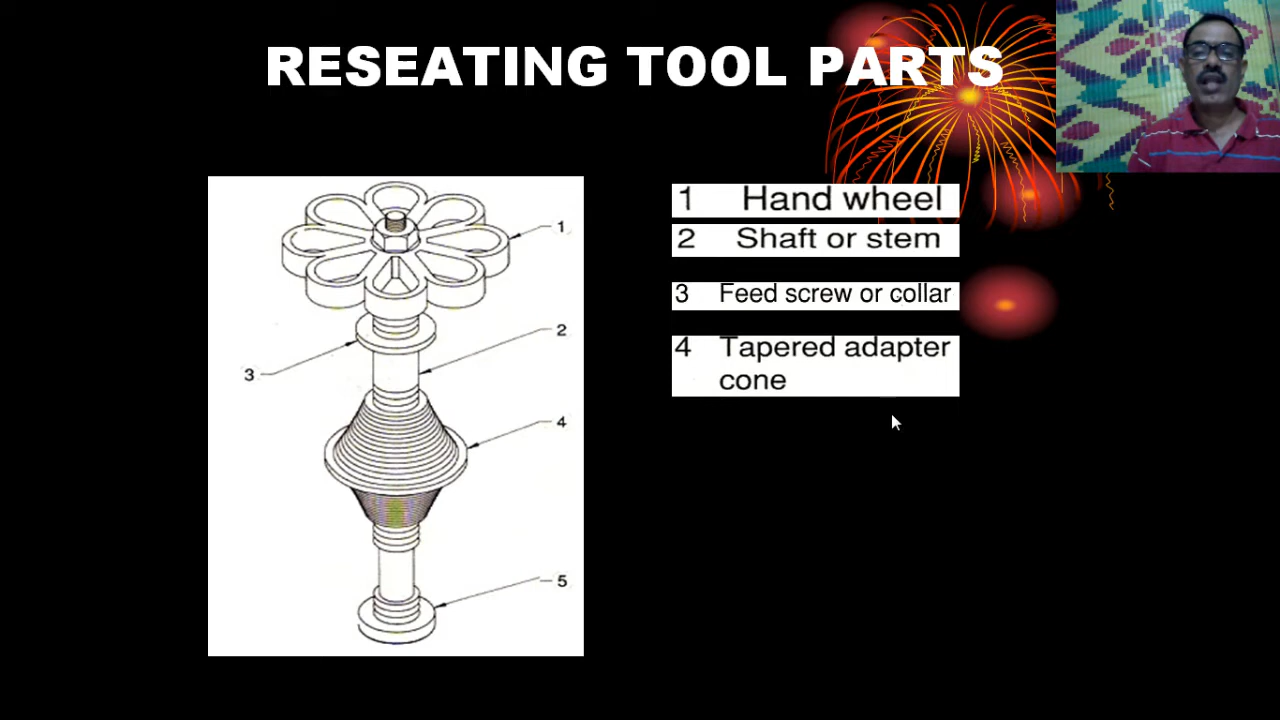 RESEATING TOOL PARTS
1
2
3
4
5
1 Hand wheel
2 Shaft or stem
3 Feed screw or collar
4 Tapered adapter
cone